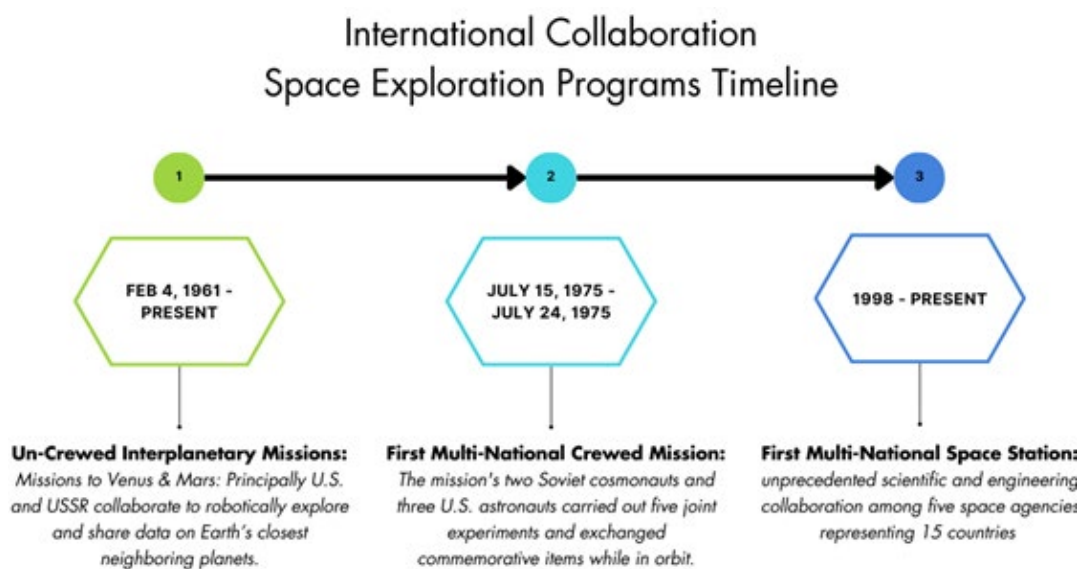 International Collaboration
Space Exploration Programs Timeline
1
2
3
FEB 4, 1961 -
PRESENT
JULY 15, 1975 -
JULY 24, 1975
1998 - PRESENT
Un-Crewed Interplanetary Missions:
Missions to Venus & Mars: Principally U.S.
and USSR collaborate to robotically explore
and share data on Earth's closest
neighboring planets.
First Multi-National Crewed Mission:
The mission's two Soviet cosmonauts and
three U.S. astronauts carried out five joint
experiments and exchanged
commemorative items while in orbit.
First Multi-National Space Station:
unprecedented scientific and engineering
collaboration among five space agencies
representing 15 countries